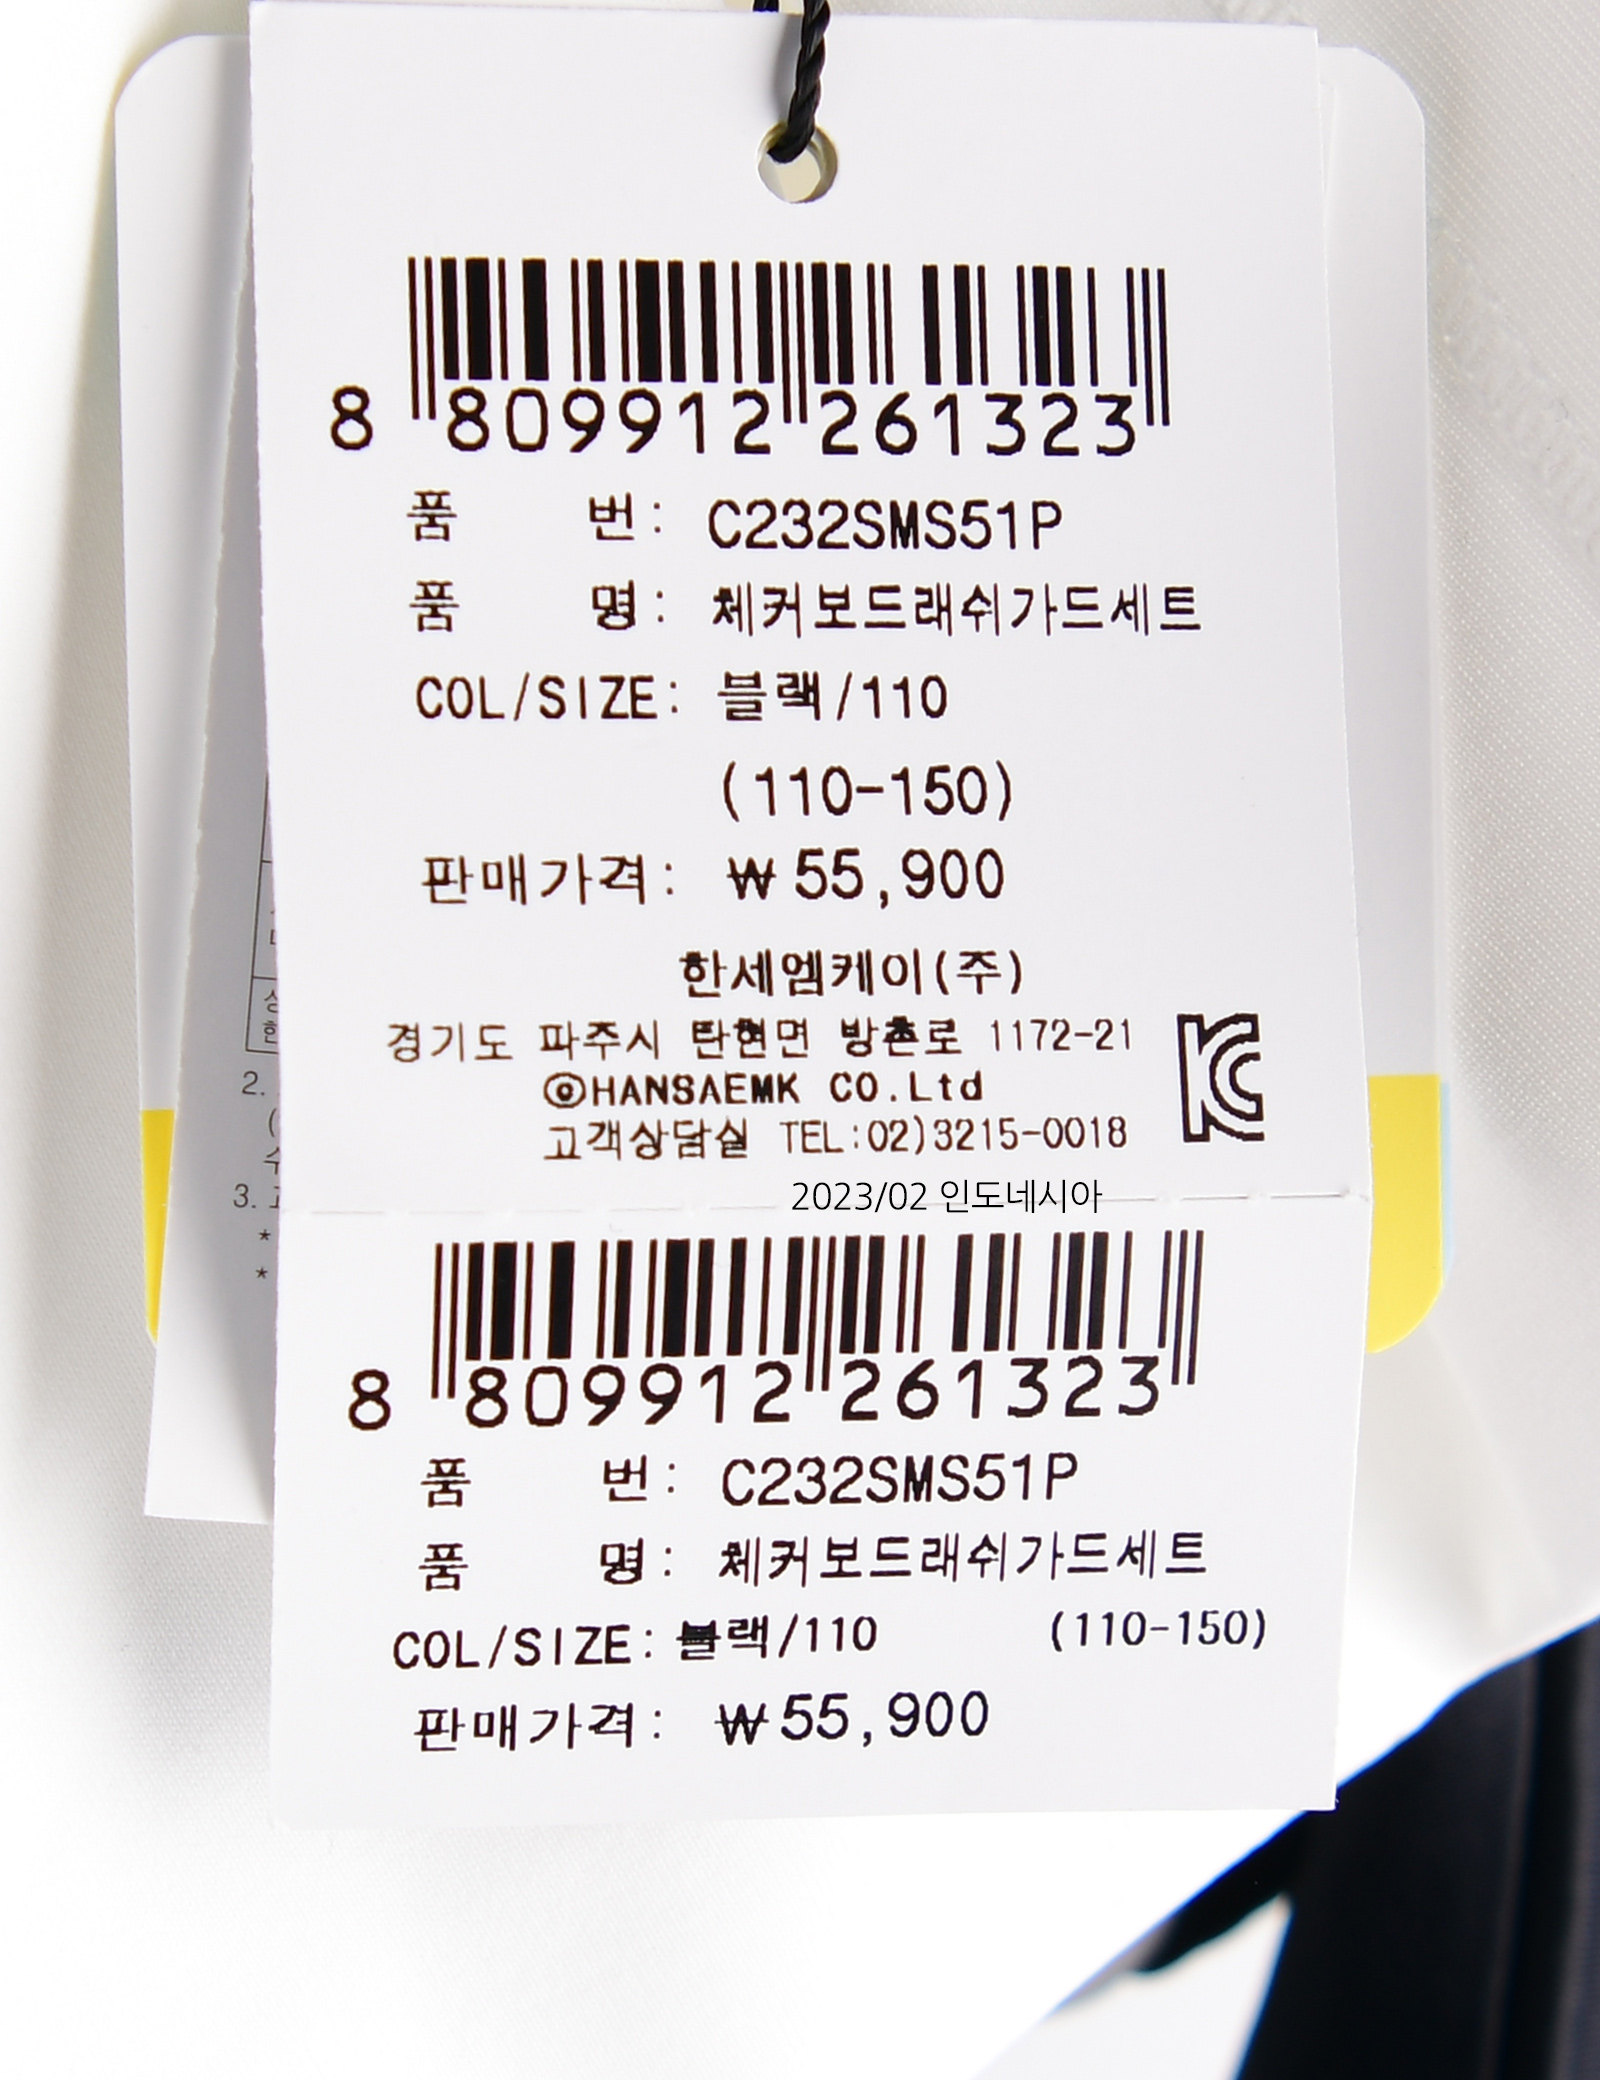 8 809912 261323
품 번: C232SMS51P
품 명: 체커보드래쉬가드세트
COL/SIZE: 블랙/110
(110-150)
판매가격: ₩55,900
한세엠케이(주)
경기도 파주시 탄현면 방촌로 1172-21
ⓒHANSAEMK CO.Ltd
고객상담실 TEL:02)3215-0018
2023/02 인도네시아
8 809912 261323
품 번: C232SMS51P
품 명: 체커보드래쉬가드세트
COL/SIZE: 블랙/110 (110-150)
판매가격: ₩55,900
2.
3.
*
*